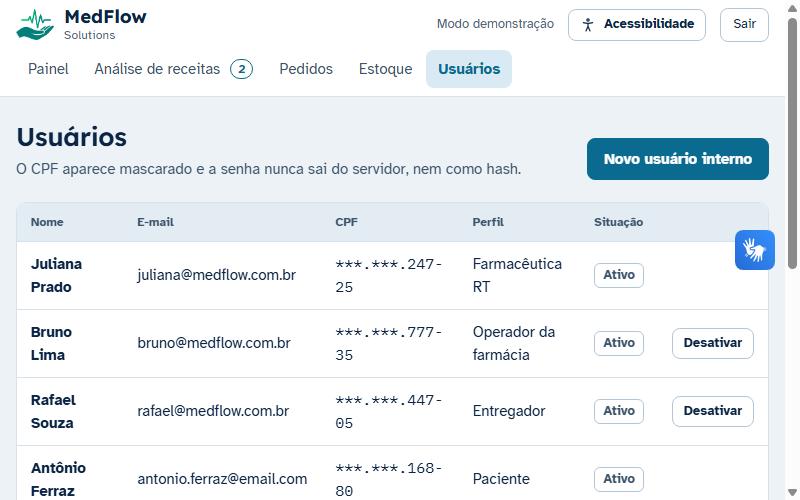 MedFlow
Solutions
Modo demonstração
Acessibilidade
Sair
Painel
Análise de receitas 2
Pedidos
Estoque
Usuários
Usuários
O CPF aparece mascarado e a senha nunca sai do servidor, nem como hash.
Novo usuário interno
Nome
E-mail
CPF
Perfil
Situação
Juliana
Prado
juliana@medflow.com.br
***.***.247-
25
Farmacêutica
RT
Ativo
Bruno
Lima
bruno@medflow.com.br
***.***.777-
35
Operador da
farmácia
Ativo
Desativar
Rafael
Souza
rafael@medflow.com.br
***.***.447-
05
Entregador
Ativo
Desativar
Antônio
Ferraz
antonio.ferraz@email.com
***.***.168-
80
Paciente
Ativo